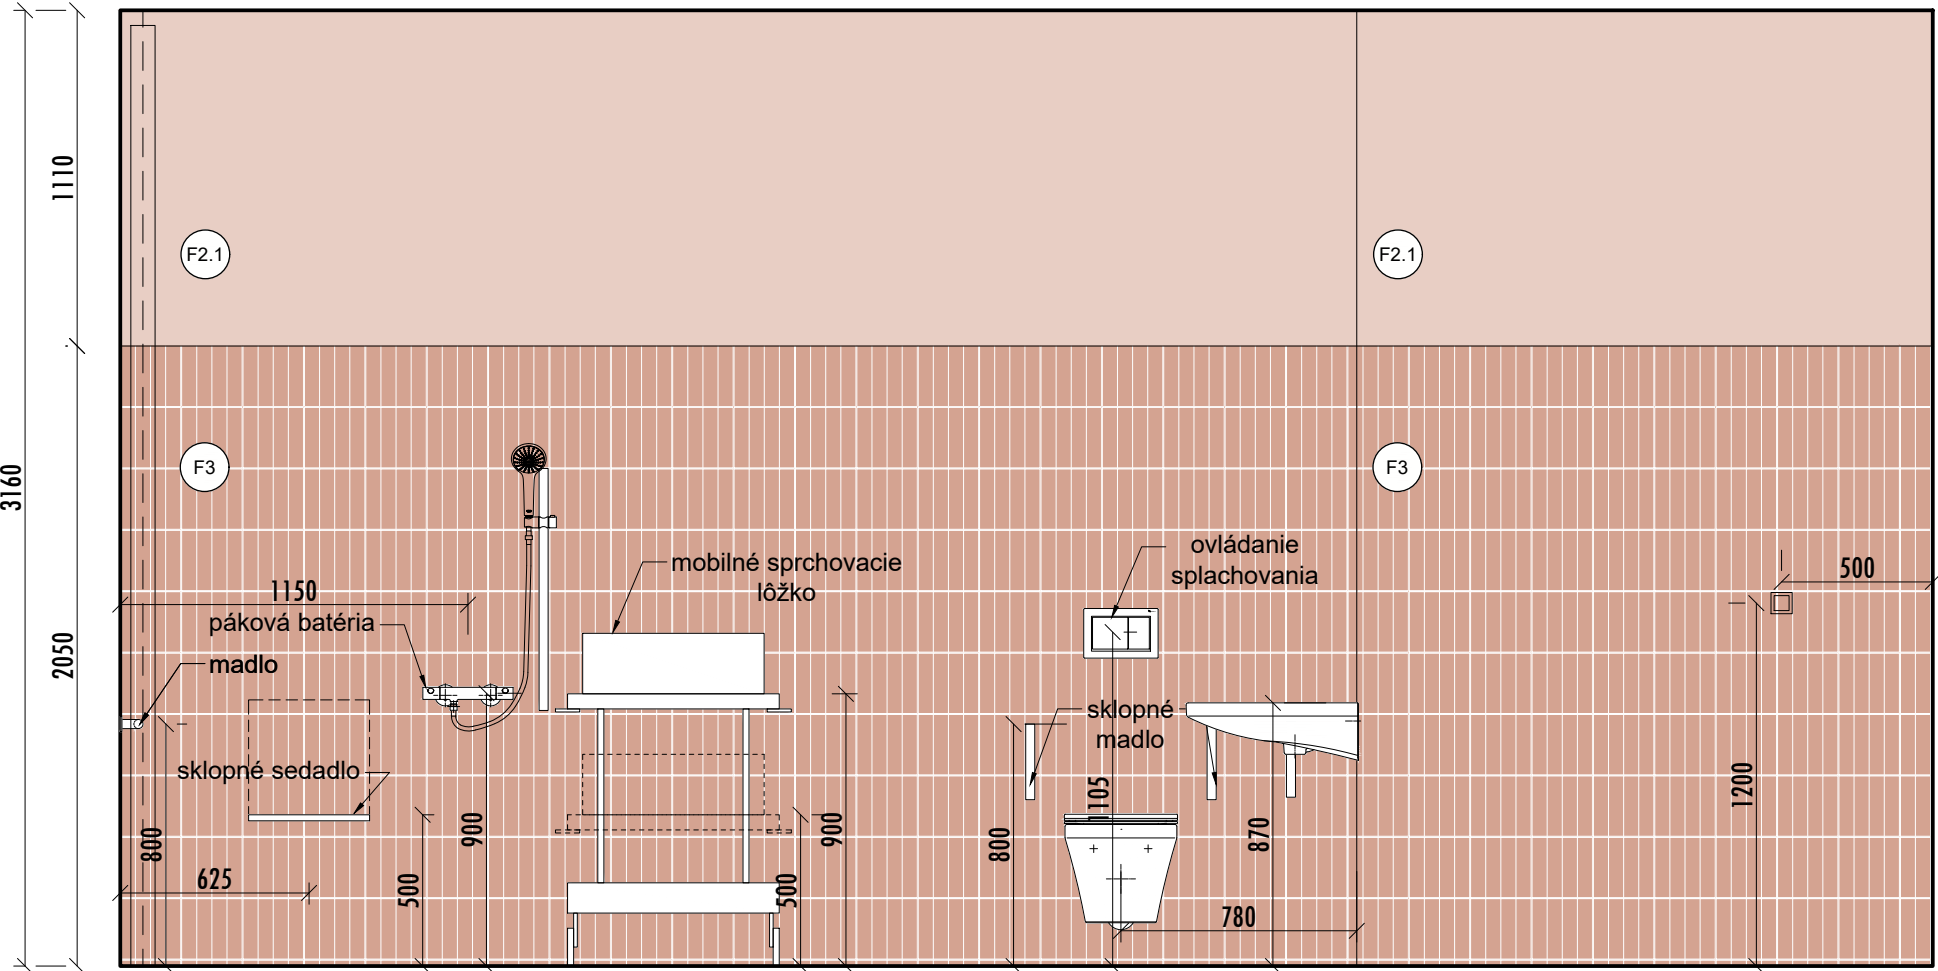 1110
F2.1
F2.1
3160
F3
F3
ovládanie
splachovania
mobilné sprchovacie
lôžko
500
1150
páková batéria
2050
madlo
sklopné
madlo
sklopné sedadlo
1105
1200
800
900
900
800
870
625
500
500
780